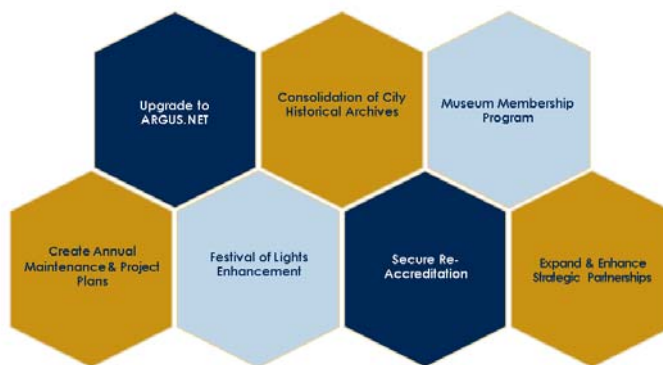 Upgrade to
ARGUS.NET
Consolidation of City
Historical Archives
Museum Membership
Program
Create Annual
Maintenance & Project
Plans
Festival of Lights
Enhancement
Secure Re-
Accreditation
Expand & Enhance
Strategic Partnerships